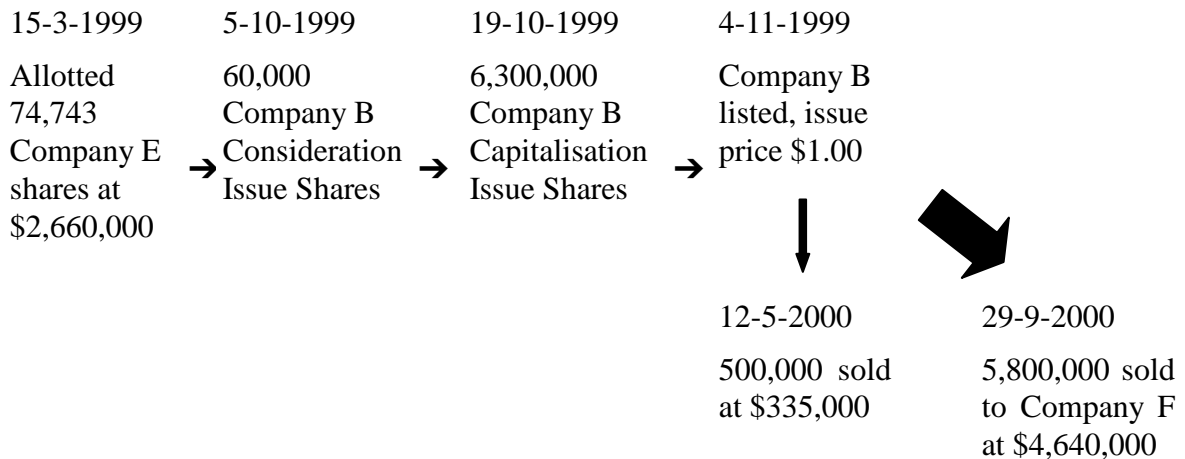 15-3-1999
Allotted
74,743
Company E
shares at
$2,660,000
➔
5-10-1999
60,000
Company B
Consideration
Issue Shares
➔
19-10-1999
6,300,000
Company B
Capitalisation
Issue Shares
➔
4-11-1999
Company B
listed, issue
price $1.00
12-5-2000
500,000 sold
at $335,000
29-9-2000
5,800,000 sold
to Company F
at $4,640,000